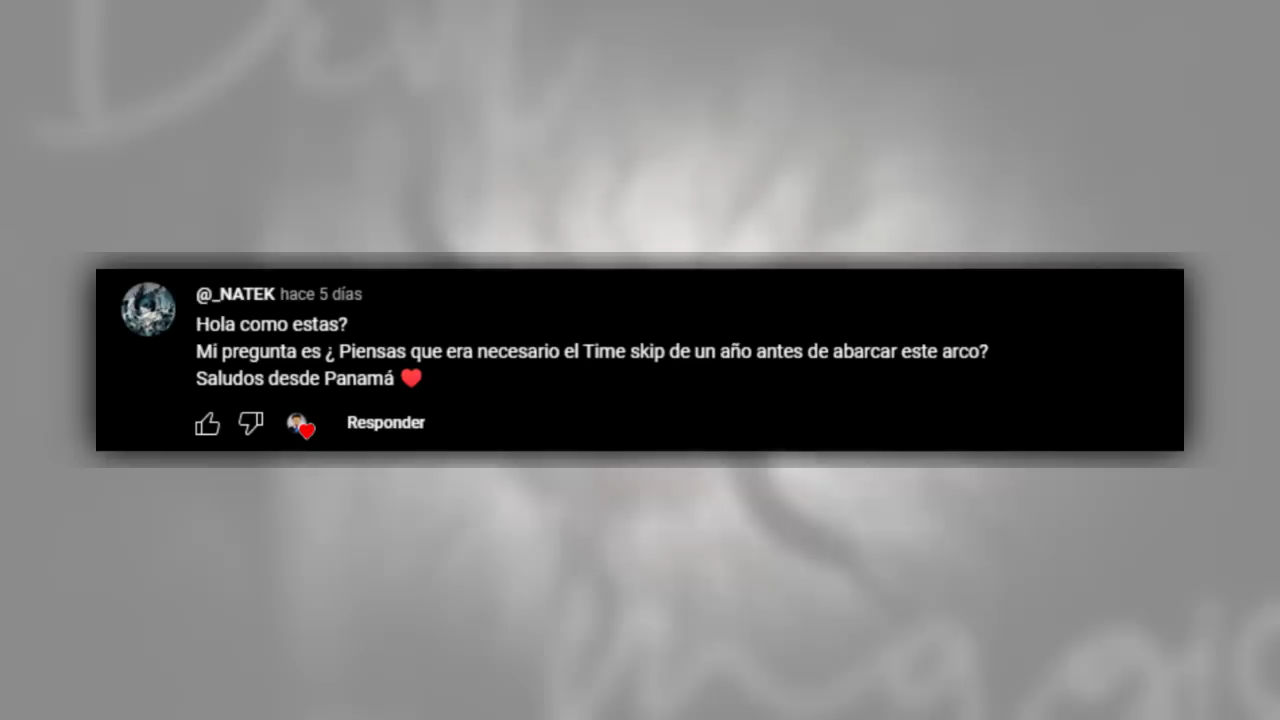 @_NATEK hace 5 días
Hola como estas?
Mi pregunta es ¿ Piensas que era necesario el Time skip de un año antes de abarcar este arco?
Saludos desde Panamá ❤️
Responder